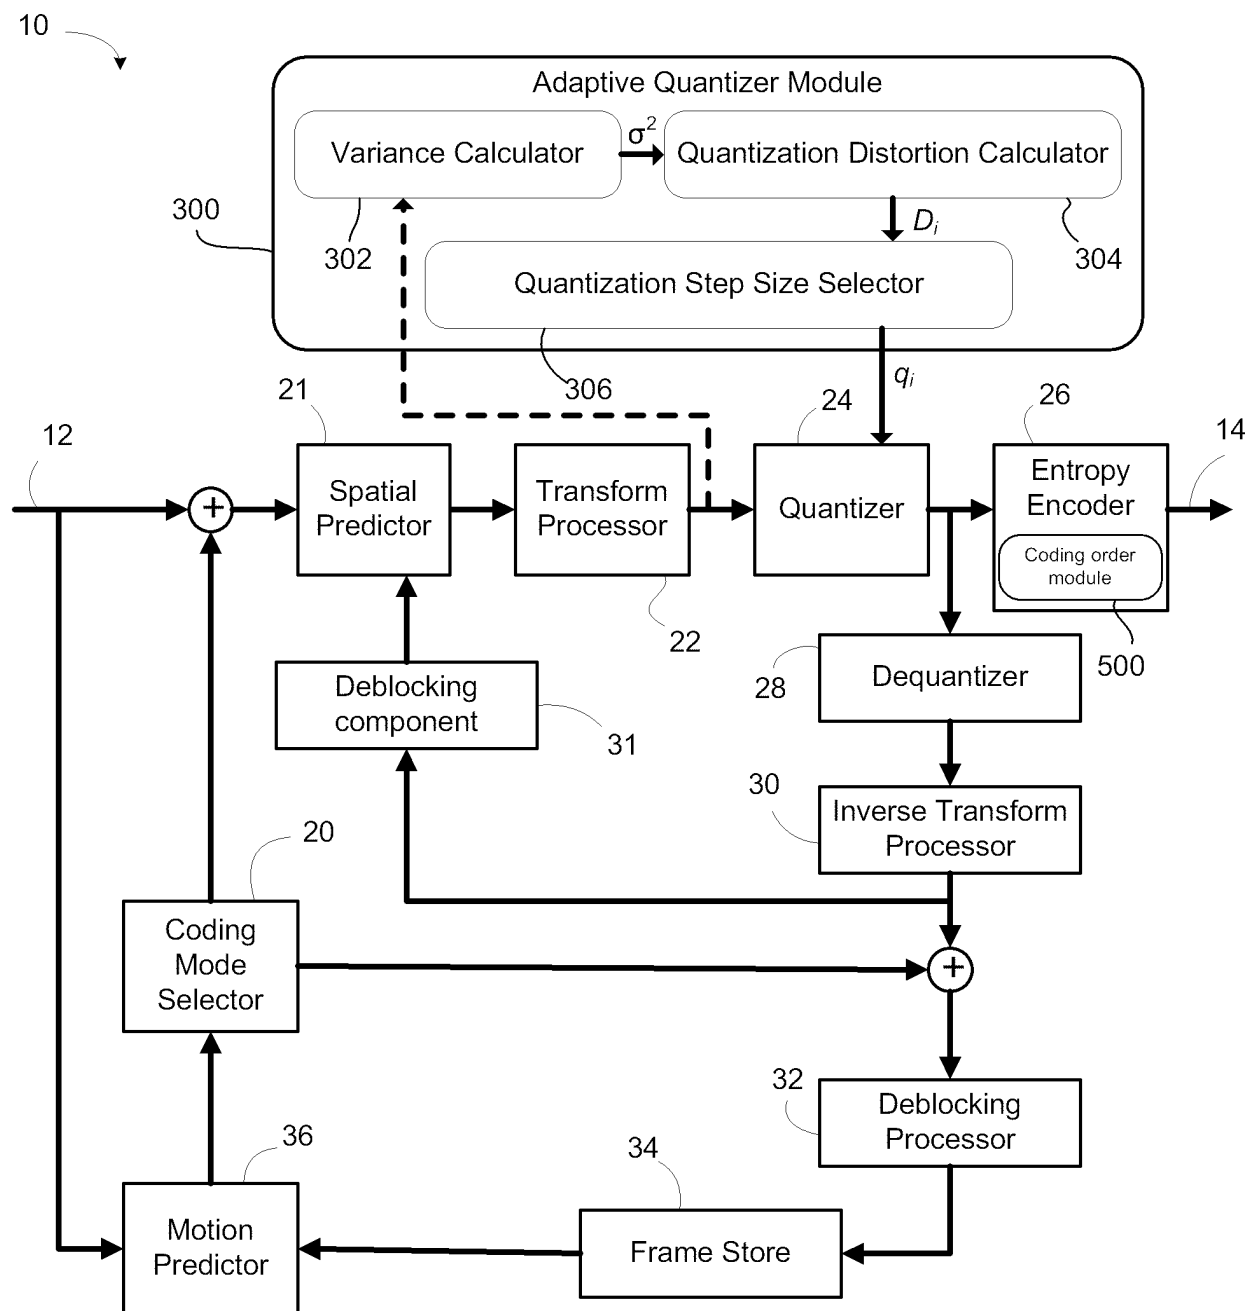 10
Adaptive Quantizer Module
Variance Calculator
σ²
Quantization Distortion Calculator
300
302
D_i
304
Quantization Step Size Selector
306
q_i
21
24
26
12
14
Spatial
Predictor
Transform
Processor
Quantizer
Entropy
Encoder
Coding order
module
22
500
Deblocking
component
31
28
Dequantizer
30
Inverse Transform
Processor
20
Coding
Mode
Selector
32
Deblocking
Processor
36
34
Motion
Predictor
Frame Store